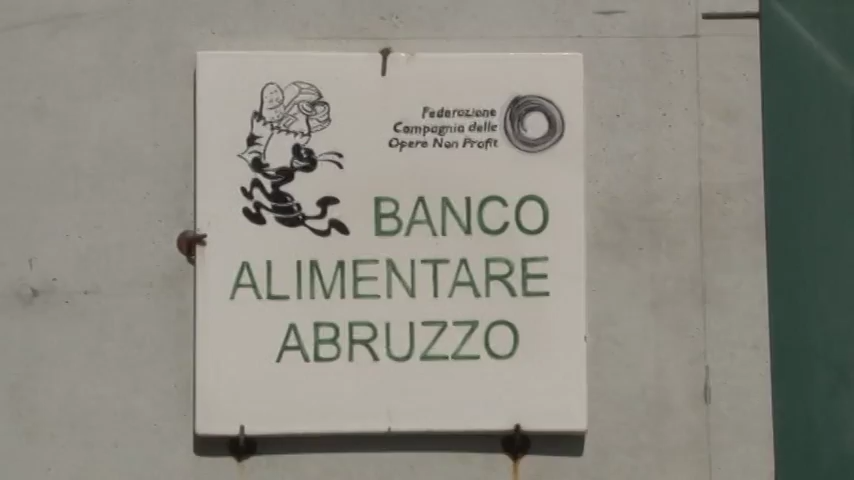 Federazione
Compagnia delle
Opere Non Profit
BANCO
ALIMENTARE
ABRUZZO